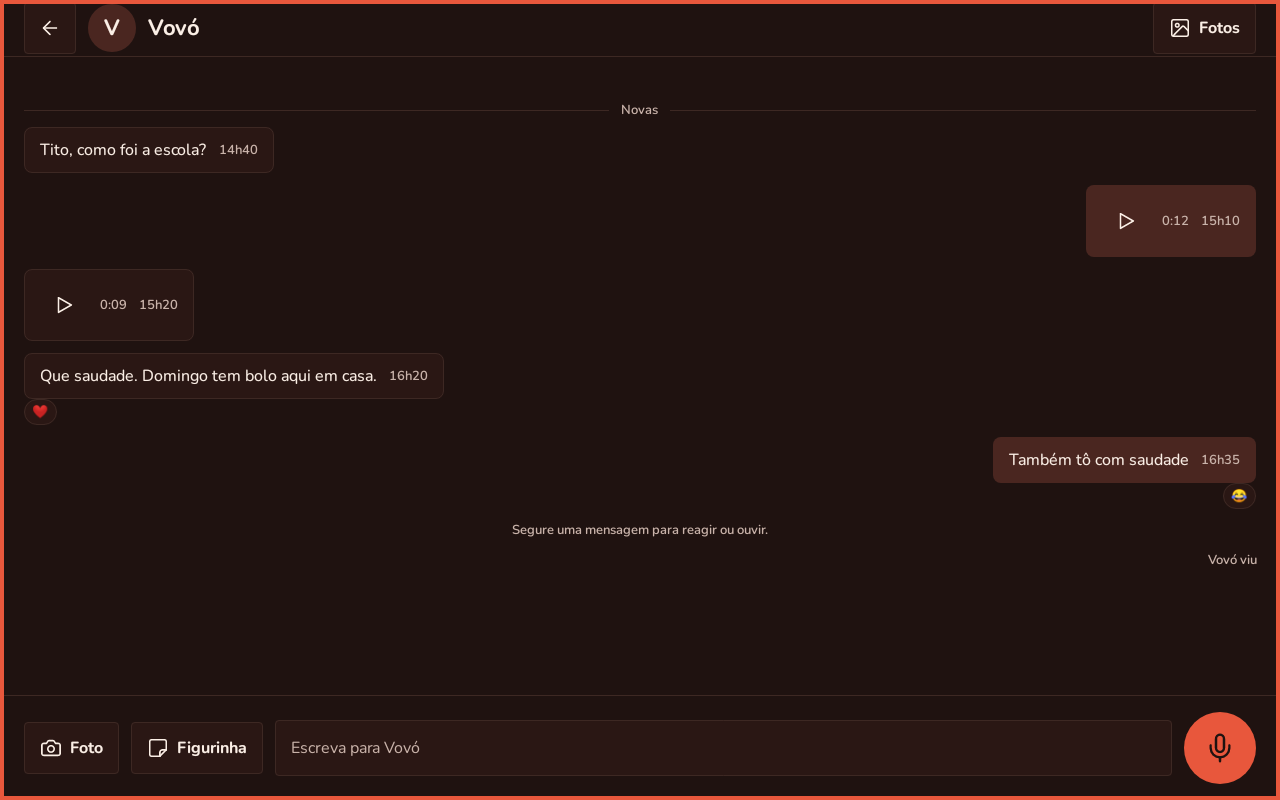 V Vovó Fotos
Novas
Tito, como foi a escola? 14h40
0:12 15h10
0:09 15h20
Que saudade. Domingo tem bolo aqui em casa. 16h20
❤️
Também tô com saudade 16h35
😂
Segure uma mensagem para reagir ou ouvir.
Vovó viu
Foto Figurinha Escreva para Vovó